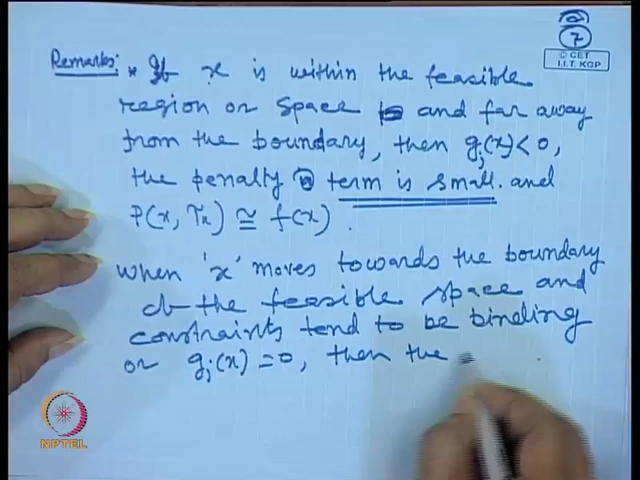 7
© CET
I.I.T. KGP
Remarks: * If x is within the feasible
region or space and far away
from the boundary, then gj(x) < 0,
the penalty term is small. and
P(x, rk) ≅ f(x).
When 'x' moves towards the boundary
of the feasible space and
constraints tend to be binding
or gj(x) = 0, then the
NPTEL